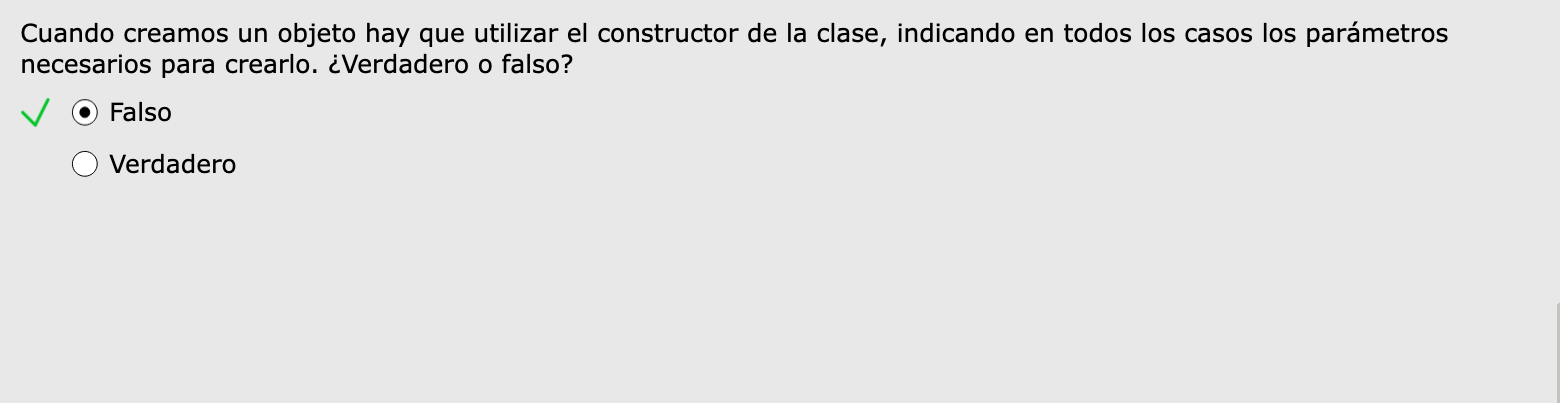 Cuando creamos un objeto hay que utilizar el constructor de la clase, indicando en todos los casos los parámetros
necesarios para crearlo. ¿Verdadero o falso?
Falso
Verdadero